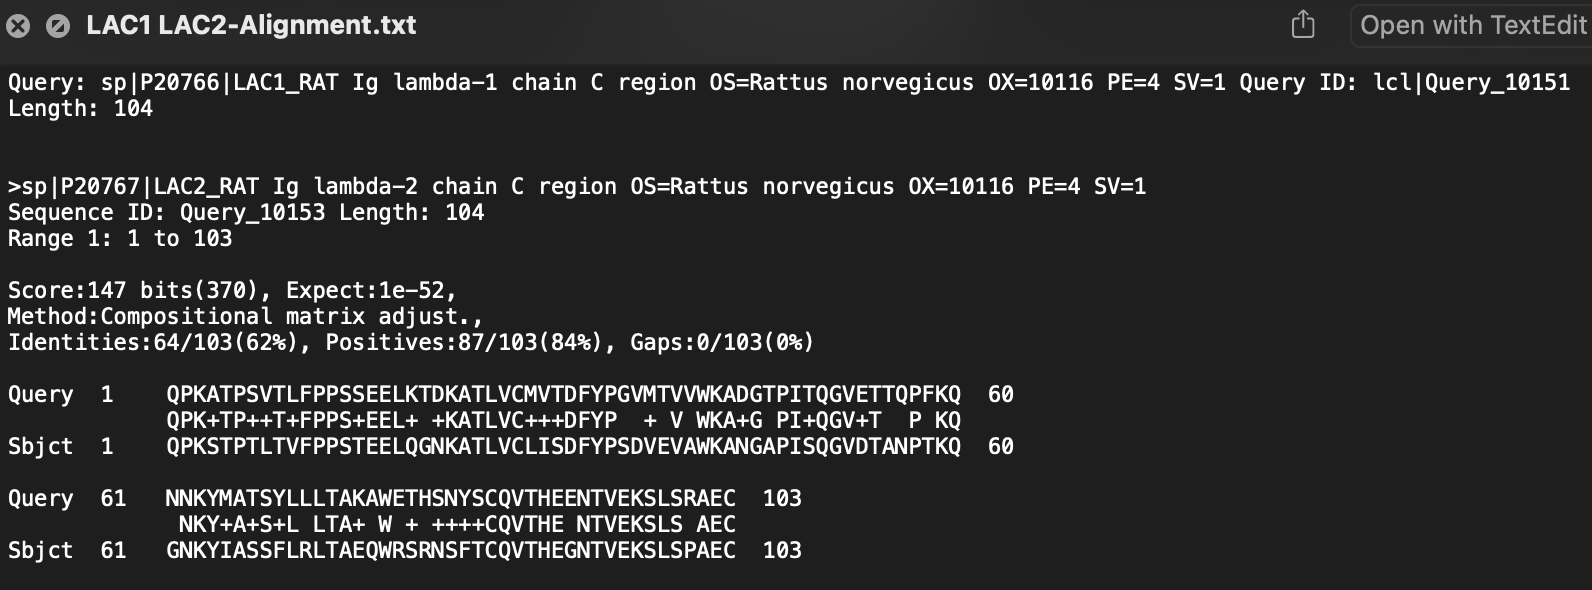 LAC1 LAC2-Alignment.txt
Open with TextEdit
Query: sp|P20766|LAC1_RAT Ig lambda-1 chain C region OS=Rattus norvegicus OX=10116 PE=4 SV=1 Query ID: lcl|Query_10151
Length: 104
>sp|P20767|LAC2_RAT Ig lambda-2 chain C region OS=Rattus norvegicus OX=10116 PE=4 SV=1
Sequence ID: Query_10153 Length: 104
Range 1: 1 to 103
Score:147 bits(370), Expect:1e-52,
Method:Compositional matrix adjust.,
Identities:64/103(62%), Positives:87/103(84%), Gaps:0/103(0%)
Query  1    QPKATPSVTLFPPSSEELKTDKATLVCMVTDFYPGVMTVVWKADGTPITQGVETTQPFKQ  60
            QPK+TP++T+FPPS+EEL+ +KATLVC+++DFYP  + V WKA+G PI+QGV+T  P KQ
Sbjct  1    QPKSTPTLTVFPPSTEELQGNKATLVCLISDFYPSDVEVAWKANGAPISQGVDTANPTKQ  60
Query  61   NNKYMATSYLLLTAKAWETHSNYSCQVTHEENTVEKSLSRAEC  103
             NKY+A+S+L LTA+ W + ++++CQVTHE NTVEKSLS AEC
Sbjct  61   GNKYIASSFLRLTAEQWRSRNSFTCQVTHEGNTVEKSLSPAEC  103